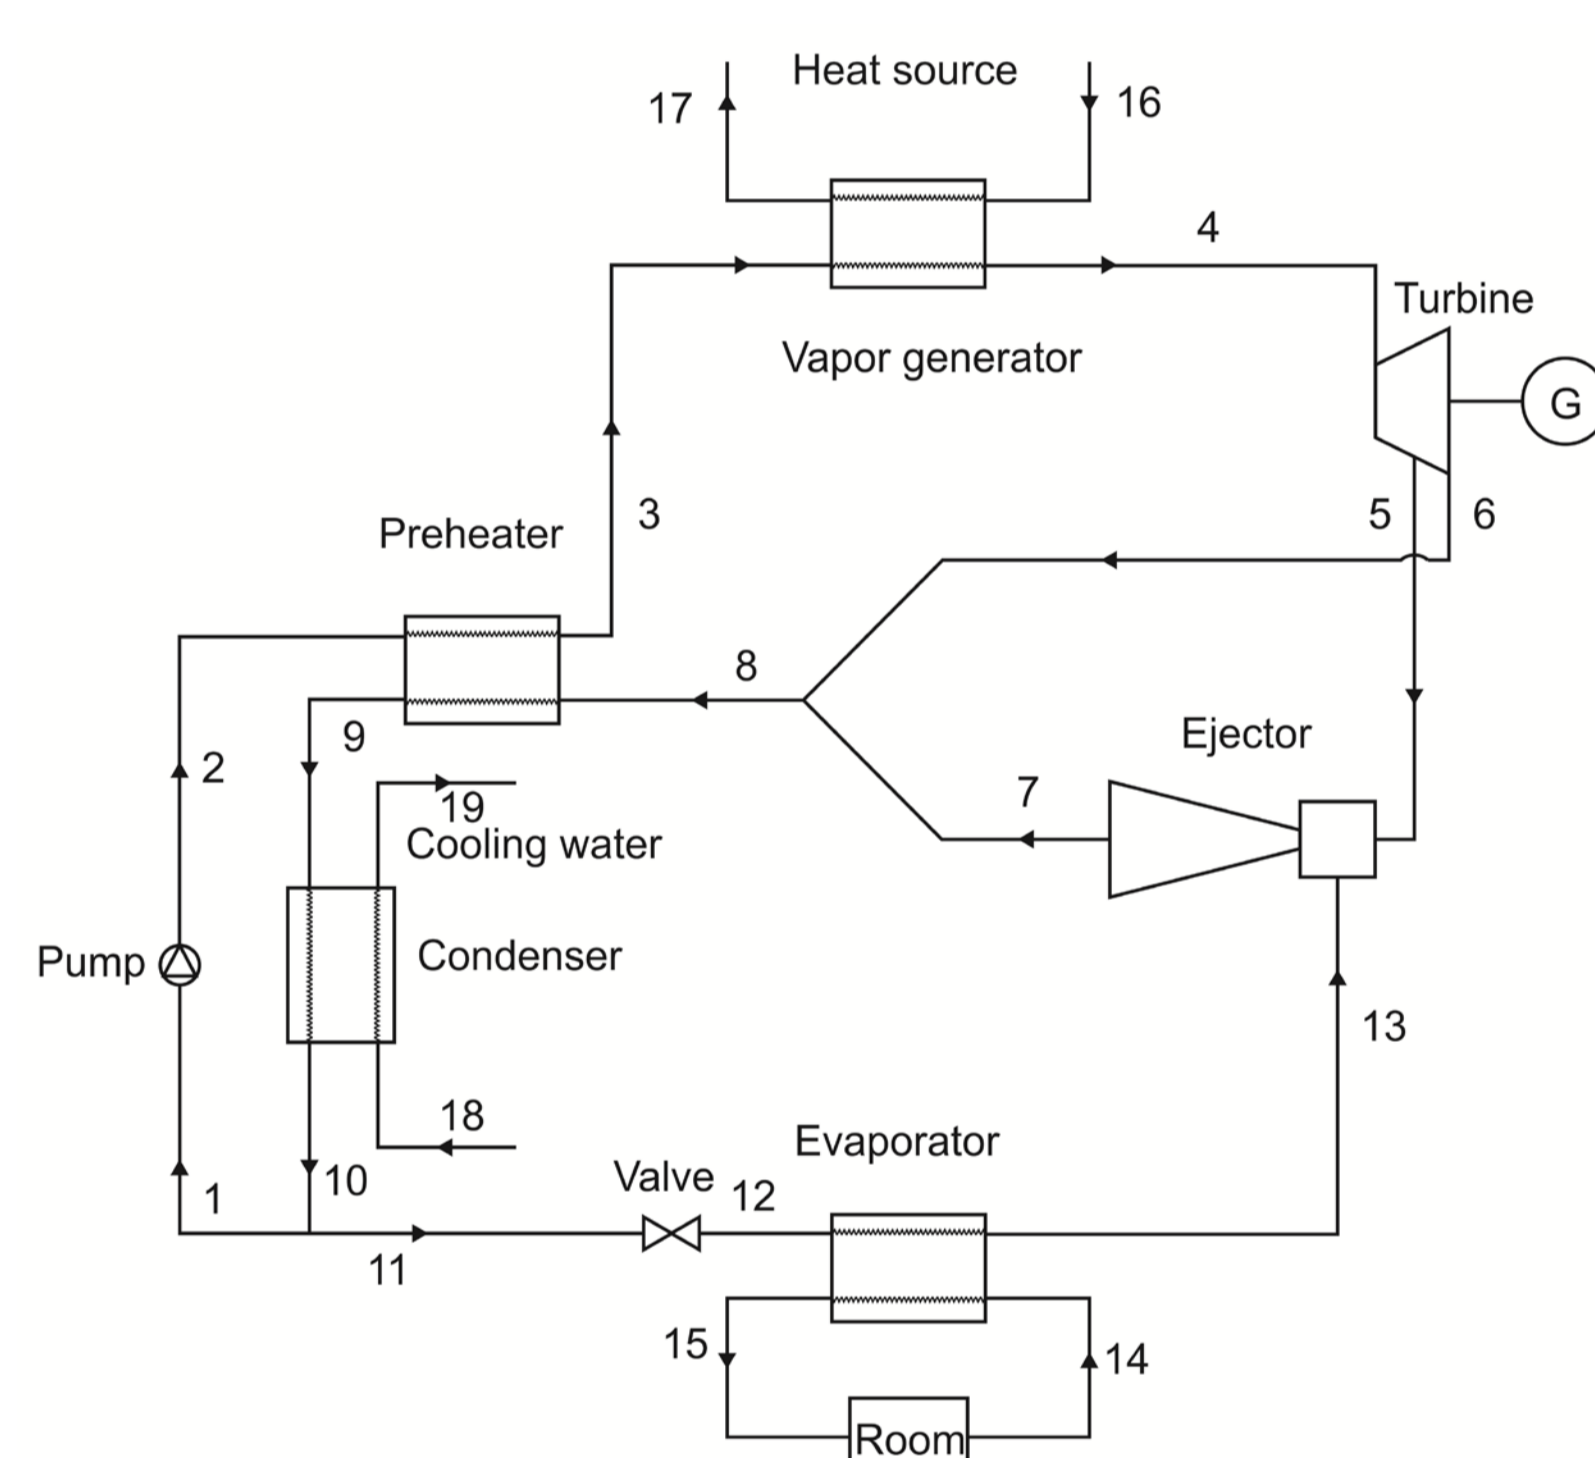 Heat source
17
16
4
Turbine
Vapor generator
G
5
6
3
Preheater
8
Ejector
9
2
19
7
Cooling water
Pump
Condenser
13
18
Evaporator
Valve
12
10
1
11
15
14
Room